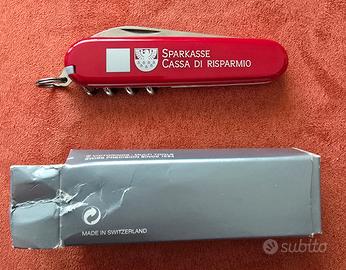 SPARKASSE
CASSA DI RISPARMIO
MADE IN SWITZERLAND
subito